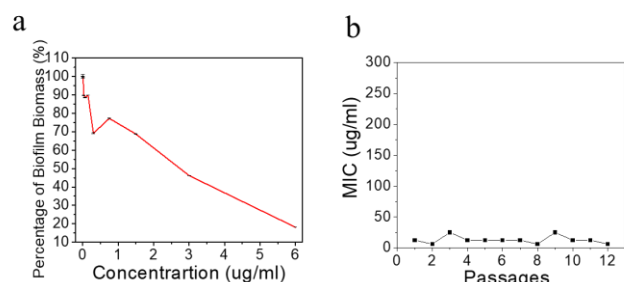 a
110
100
90
80
70
60
50
40
30
20
10
0 1 2 3 4 5 6
Percentage of Biofilm Biomass (%)
Concentrartion (ug/ml)
b
300
250
200
150
100
50
0
0 2 4 6 8 10 12
MIC (ug/ml)
Passages